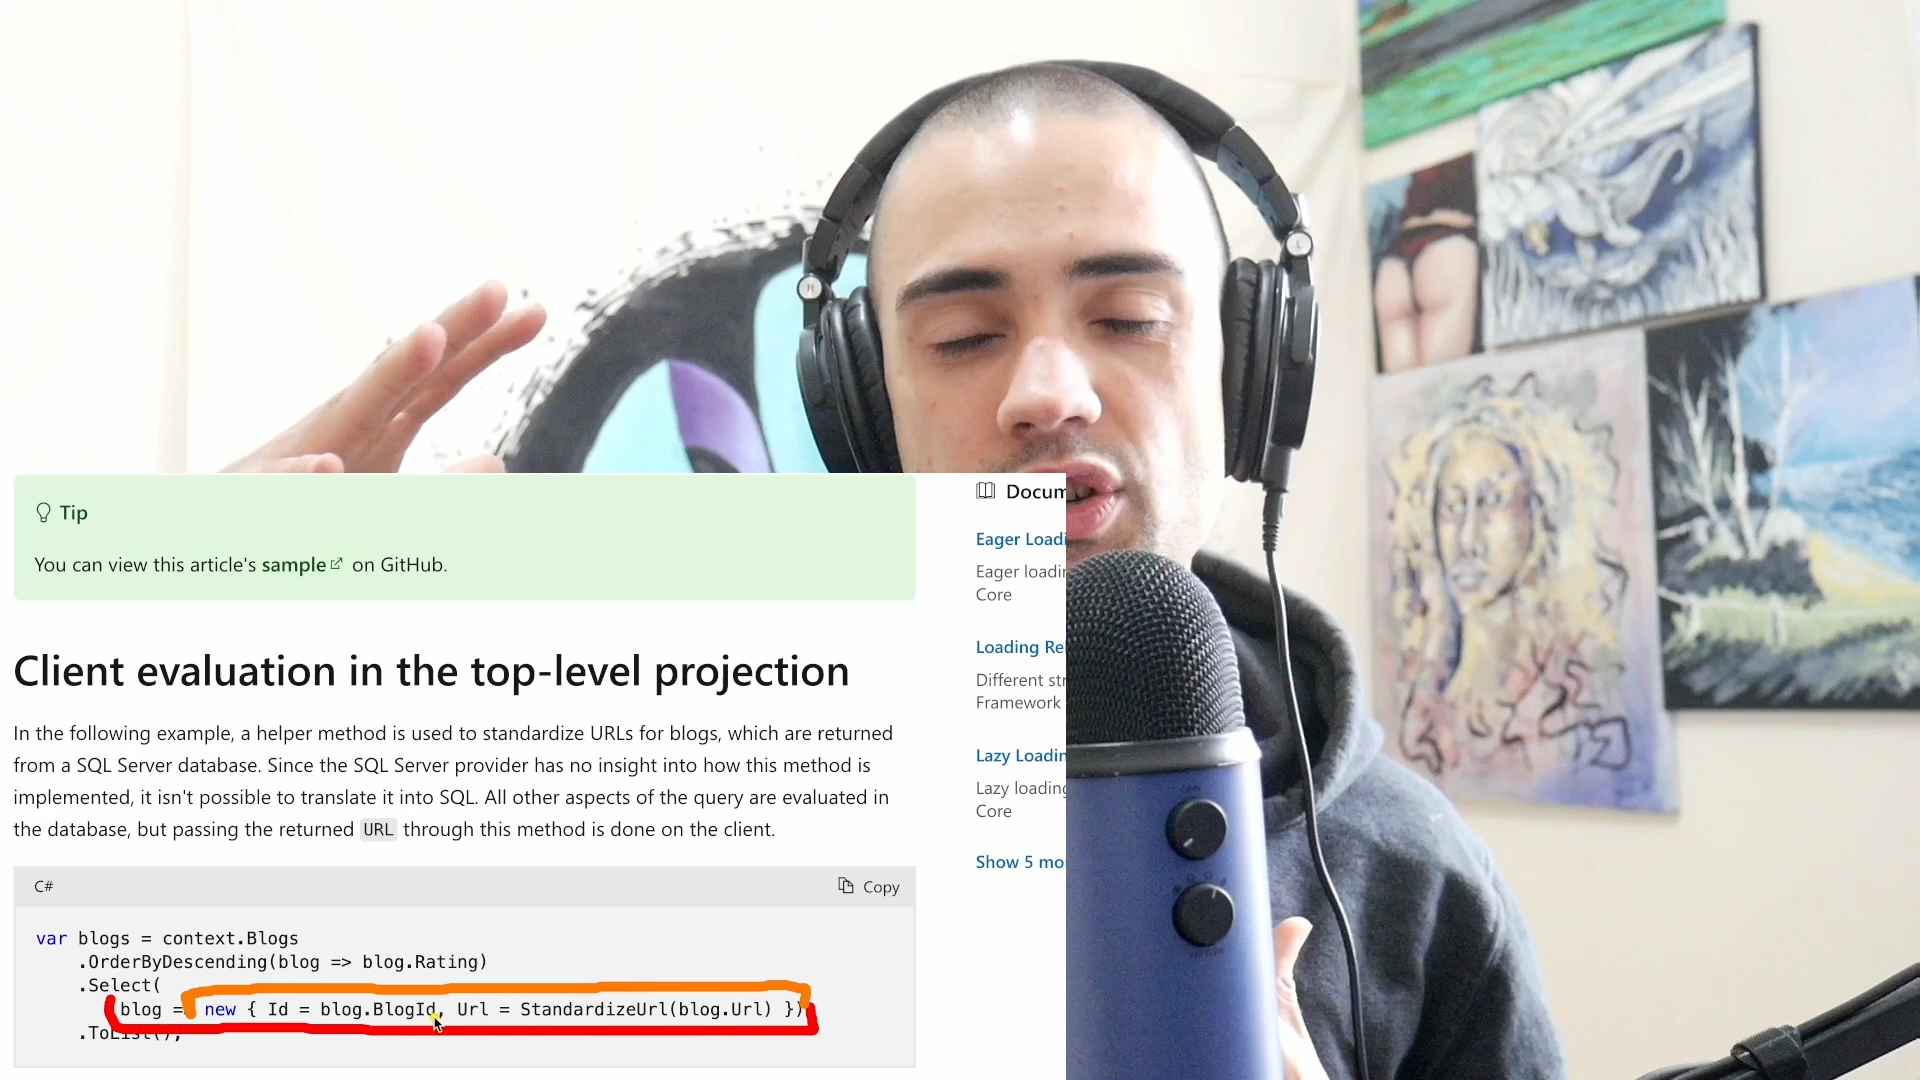 Tip
You can view this article's sample on GitHub.
Client evaluation in the top-level projection
In the following example, a helper method is used to standardize URLs for blogs, which are returned
from a SQL Server database. Since the SQL Server provider has no insight into how this method is
implemented, it isn't possible to translate it into SQL. All other aspects of the query are evaluated in
the database, but passing the returned URL through this method is done on the client.
C#
Copy
var blogs = context.Blogs
.OrderByDescending(blog => blog.Rating)
.Select(
blog => new { Id = blog.BlogId, Url = StandardizeUrl(blog.Url) })
.ToList();
Docum
Eager Loadi
Eager loadin
Core
Loading Re
Different str
Framework
Lazy Loadin
Lazy loading
Core
Show 5 mo
R
L
GAIN